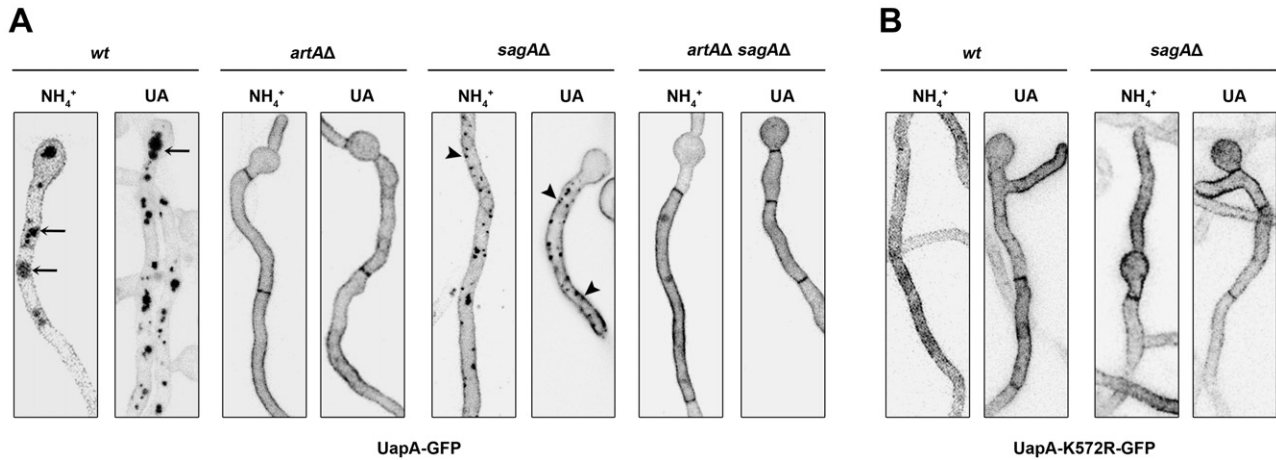 A
B
wt artAΔ sagAΔ artAΔ sagAΔ wt sagAΔ
NH₄⁺ UA NH₄⁺ UA NH₄⁺ UA NH₄⁺ UA NH₄⁺ UA NH₄⁺ UA
UapA-GFP UapA-K572R-GFP